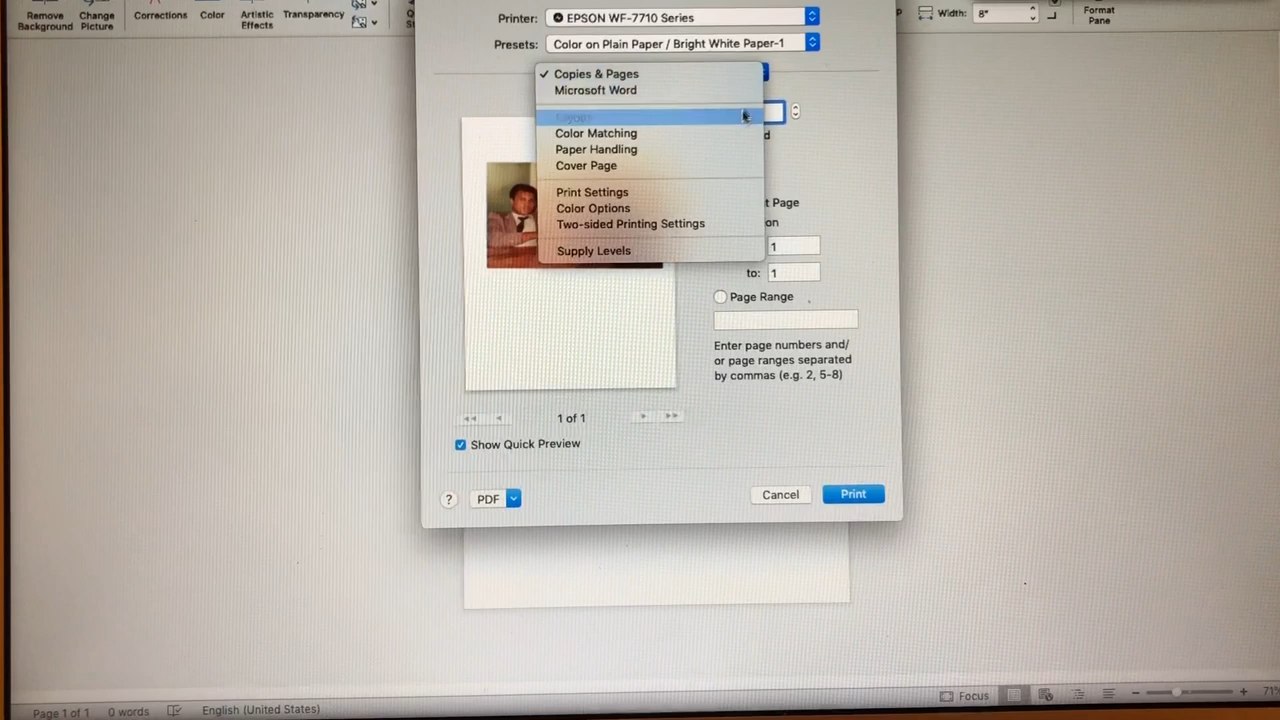 Remove
Background
Change
Picture
Corrections
Color
Artistic
Effects
Transparency
Width: 8"
Format
Pane
Printer: EPSON WF-7710 Series
Presets: Color on Plain Paper / Bright White Paper-1
✓ Copies & Pages
Microsoft Word
Layout
Color Matching
Paper Handling
Cover Page
Print Settings
Color Options
Two-sided Printing Settings
Supply Levels
1
to: 1
Page Range
Enter page numbers and/
or page ranges separated
by commas (e.g. 2, 5-8)
1 of 1
Show Quick Preview
? PDF Cancel Print
Focus
71%
Page 1 of 1 0 words English (United States)